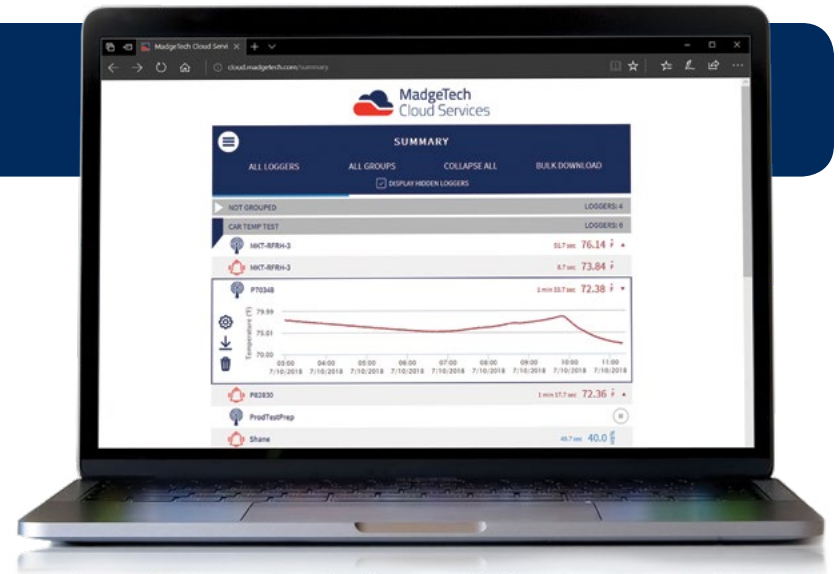 MadgeTech Cloud Servi
cloud.madgetech.com/summary
MadgeTech
Cloud Services
SUMMARY
ALL LOGGERS ALL GROUPS COLLAPSE ALL BULK DOWNLOAD
DISPLAY HIDDEN LOGGERS
NOT GROUPED LOGGERS: 4
CAR TEMP TEST LOGGERS: 6
MKT-RFRH-3 51.7 sec 76.14 °F
MKT-RFRH-3 8.7 sec 73.84 °F
P70348 1 min 33.7 sec 72.38 °F
Temperature (°F)
79.99
75.01
70.00
03:00 04:00 05:00 06:00 07:00 08:00 09:00 10:00 11:00
7/10/2018 7/10/2018 7/10/2018 7/10/2018 7/10/2018 7/10/2018 7/10/2018 7/10/2018 7/10/2018
P82830 1 min 17.7 sec 72.36 °F
ProdTestPrep
Shane 49.7 sec 40.0